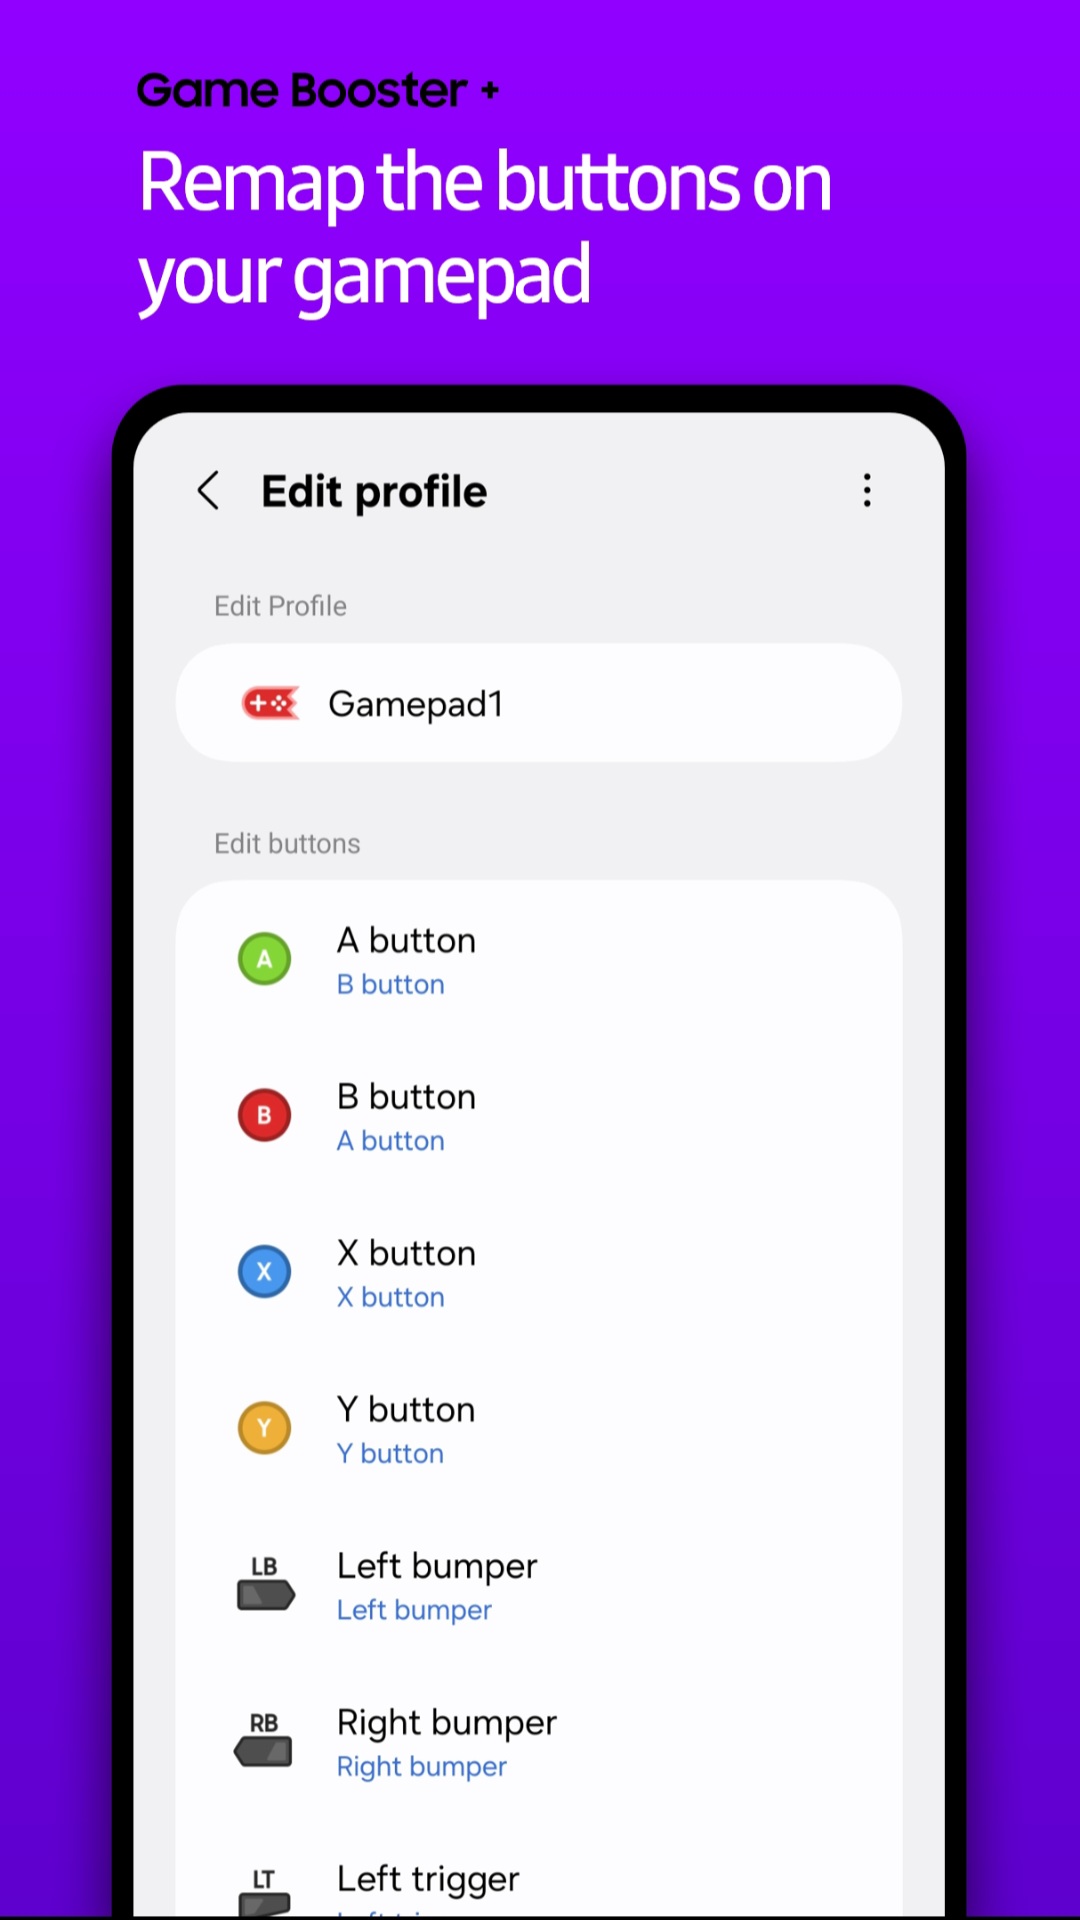 Game Booster +
Remap the buttons on
your gamepad
Edit profile
Edit Profile
Gamepad1
Edit buttons
A
A button
B button
B
B button
A button
X
X button
X button
Y
Y button
Y button
LB
Left bumper
Left bumper
RB
Right bumper
Right bumper
LT
Left trigger